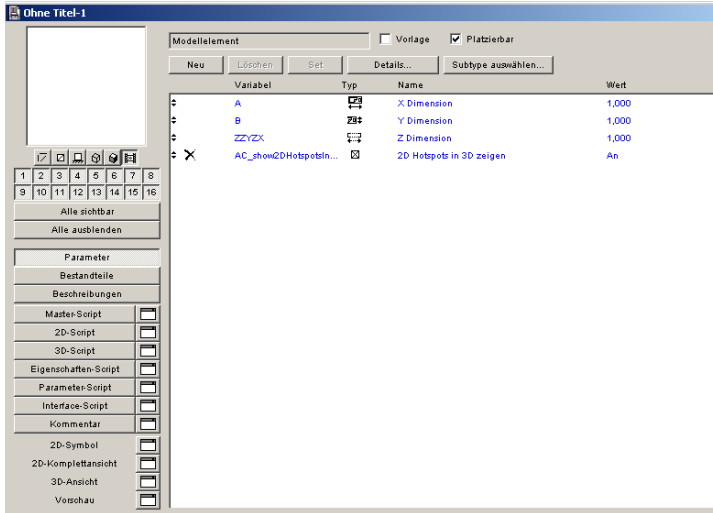 Ohne Titel-1
Modellelement
Vorlage
Platzierbar
Neu
Löschen
Set
Details...
Subtype auswählen...
Variabel Typ Name Wert
A X Dimension 1,000
B Y Dimension 1,000
ZZYZX Z Dimension 1,000
AC_show2DHotspotsIn... 2D Hotspots in 3D zeigen An
1 2 3 4 5 6 7 8
9 10 11 12 13 14 15 16
Alle sichtbar
Alle ausblenden
Parameter
Bestandteile
Beschreibungen
Master-Script
2D-Script
3D-Script
Eigenschaften-Script
Parameter-Script
Interface-Script
Kommentar
2D-Symbol
2D-Komplettansicht
3D-Ansicht
Vorschau